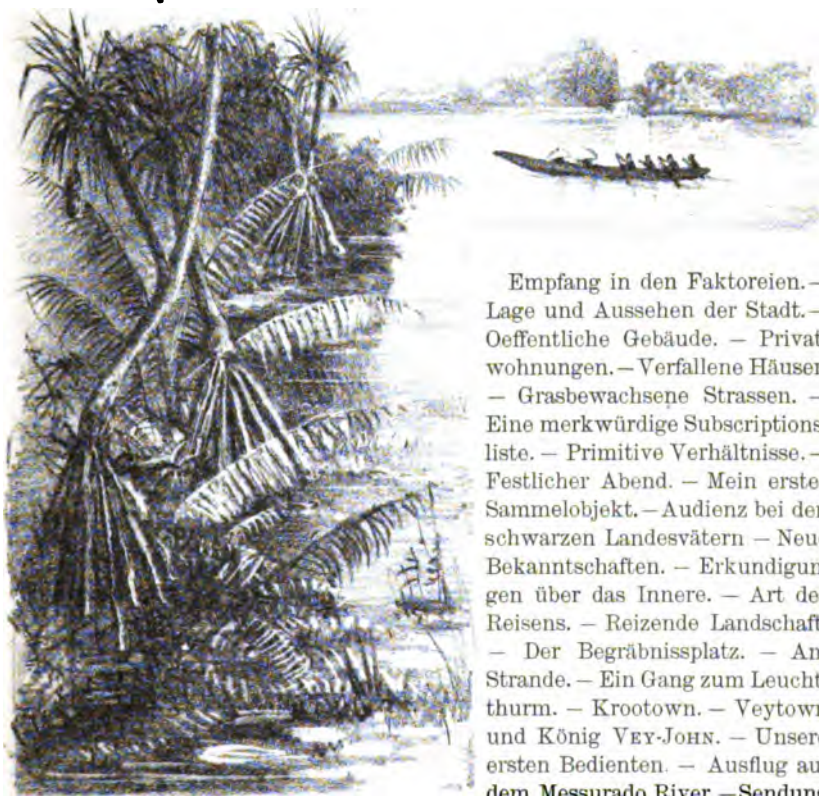 Empfang in den Faktoreien.–
Lage und Aussehen der Stadt.–
Oeffentliche Gebäude. – Privat
wohnungen. – Verfallene Häuser
– Grasbewachsene Strassen. –
Eine merkwürdige Subscriptions
liste. – Primitive Verhältnisse. –
Festlicher Abend. – Mein erste
Sammelobjekt. – Audienz bei den
schwarzen Landesvätern – Neu
Bekanntschaften. – Erkundigun
gen über das Innere. – Art de
Reisens. – Reizende Landschaft
– Der Begräbnissplatz. – Am
Strande. – Ein Gang zum Leucht
thurm. – Krootown. – Veytown
und König VEY-JOHN. – Unsere
ersten Bedienten. – Ausflug au
dem Messurado River – Sendung